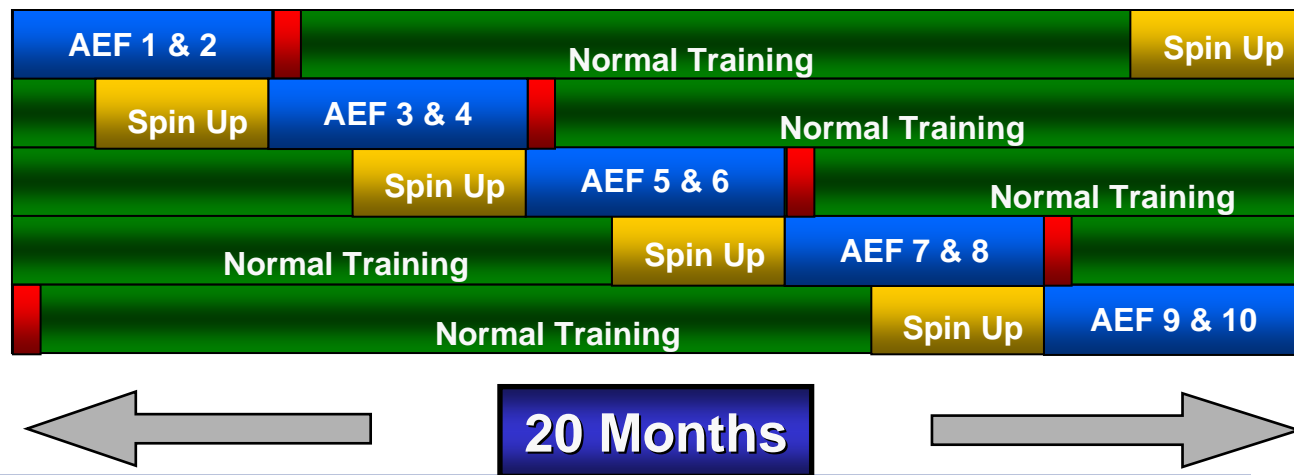 AEF 1 & 2
Normal Training
Spin Up
Spin Up
AEF 3 & 4
Normal Training
Spin Up
AEF 5 & 6
Normal Training
Normal Training
Spin Up
AEF 7 & 8
Normal Training
Spin Up
AEF 9 & 10
20 Months